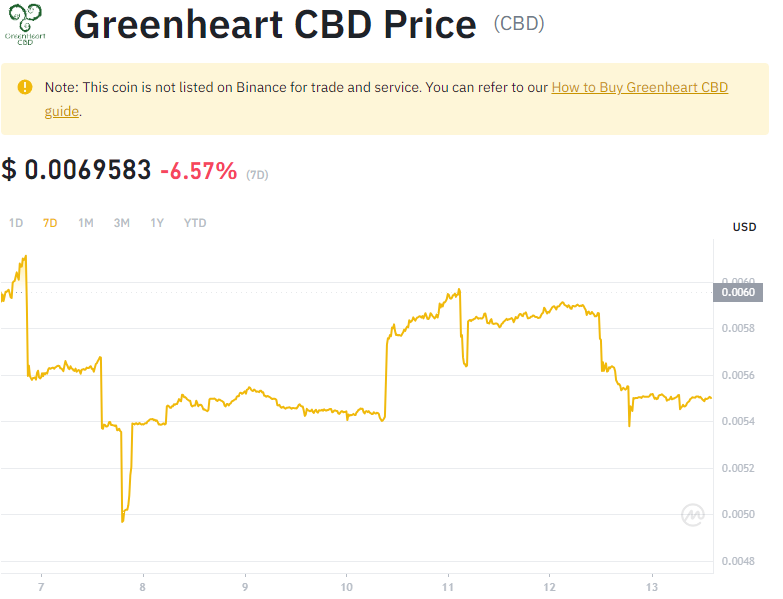 GreenHeart
CBD
Greenheart CBD Price (CBD)
Note: This coin is not listed on Binance for trade and service. You can refer to our How to Buy Greenheart CBD
guide.
$ 0.0069583 -6.57% (7D)
1D 7D 1M 3M 1Y YTD
USD
0.0060
0.0060
0.0058
0.0056
0.0054
0.0052
0.0050
0.0048
7 8 9 10 11 12 13